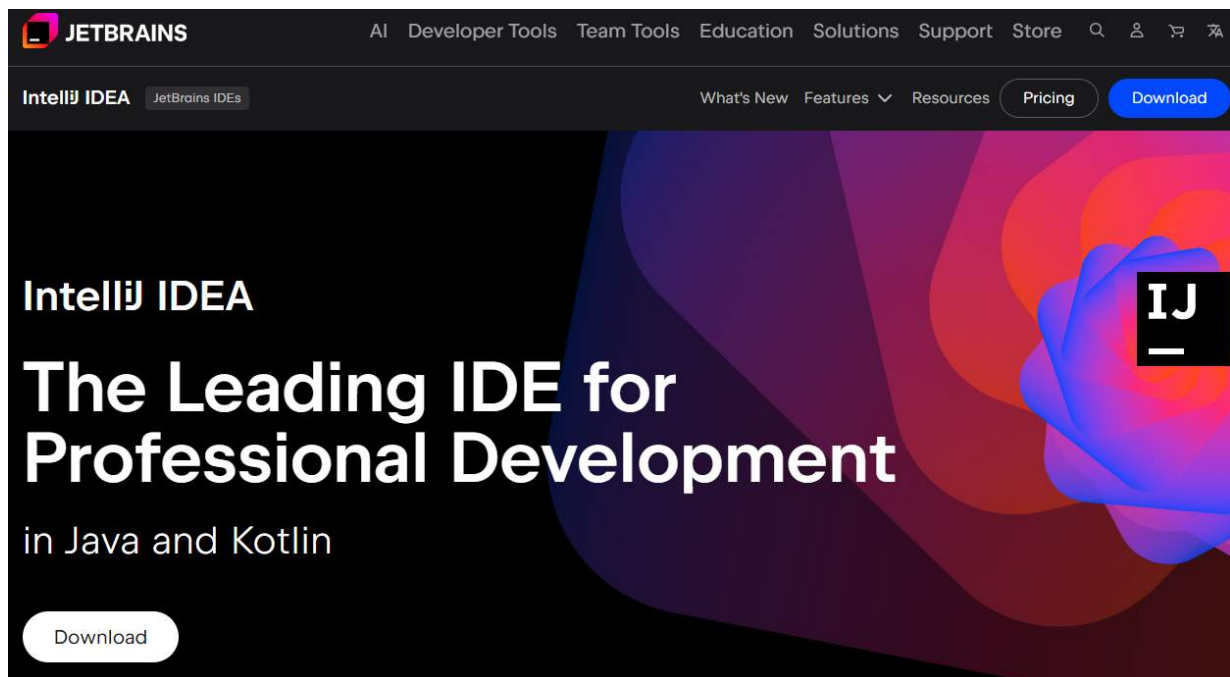 JETBRAINS
AI Developer Tools Team Tools Education Solutions Support Store
IntelliJ IDEA JetBrains IDEs
What's New Features Resources Pricing Download
IntelliJ IDEA
IJ
The Leading IDE for
Professional Development
in Java and Kotlin
Download